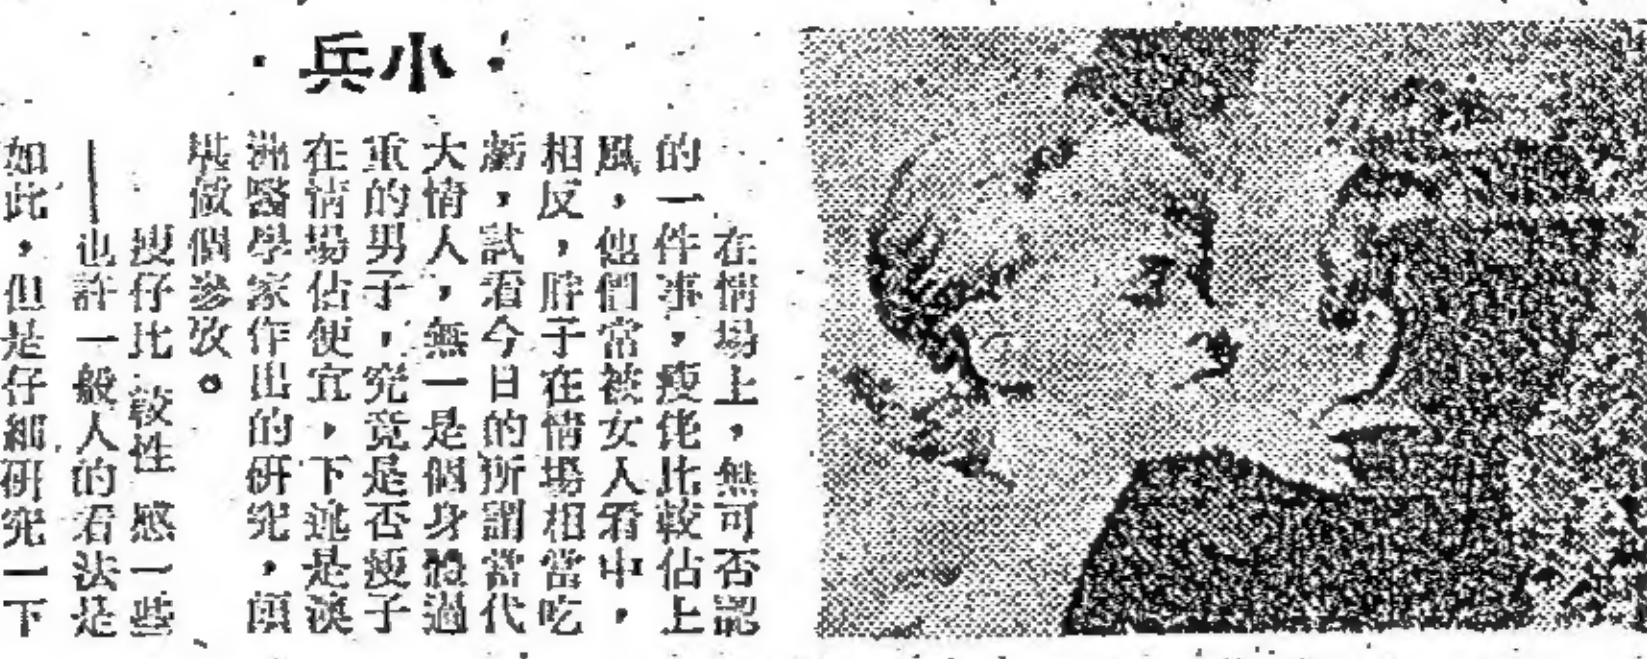 ·小兵·
在情場上，無可否認
的一件事，瘦佬比較佔上
風，他們當被女人看中，
相反，胖子在情場相當吃
虧，試看今日的所謂當代
大情人，無一是個身體過
重的男子，究竟是否瘦子
在情場佔便宜，下述是澳
洲醫學家作出的研究，頗
堪做個參攷。
瘦仔比較性感一些
——也許一般人的看法是
如此，但是仔細研究一下